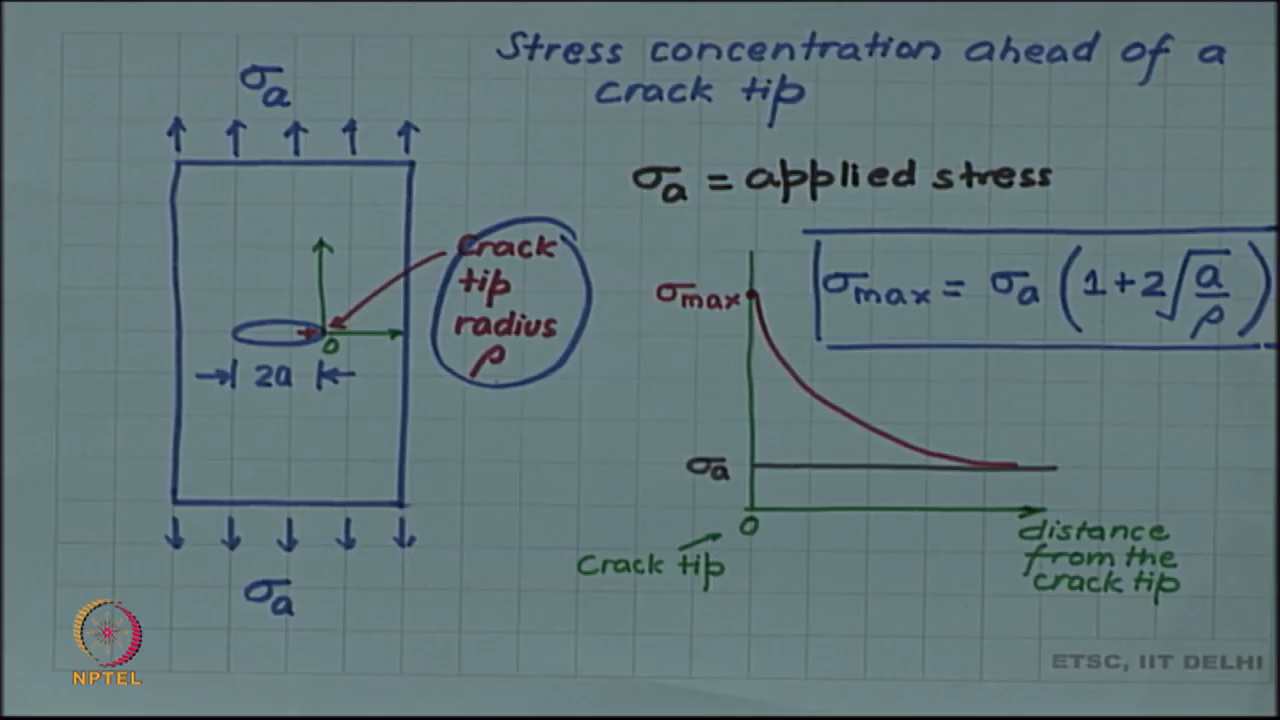 Stress concentration ahead of a
crack tip
σa
σa = applied stress
Crack
tip
radius
ρ
σmax = σa (1+2√(a/ρ))
σmax
0
2a
σa
0
Crack tip
distance
from the
crack tip
σa
NPTEL
ETSC, IIT DELHI